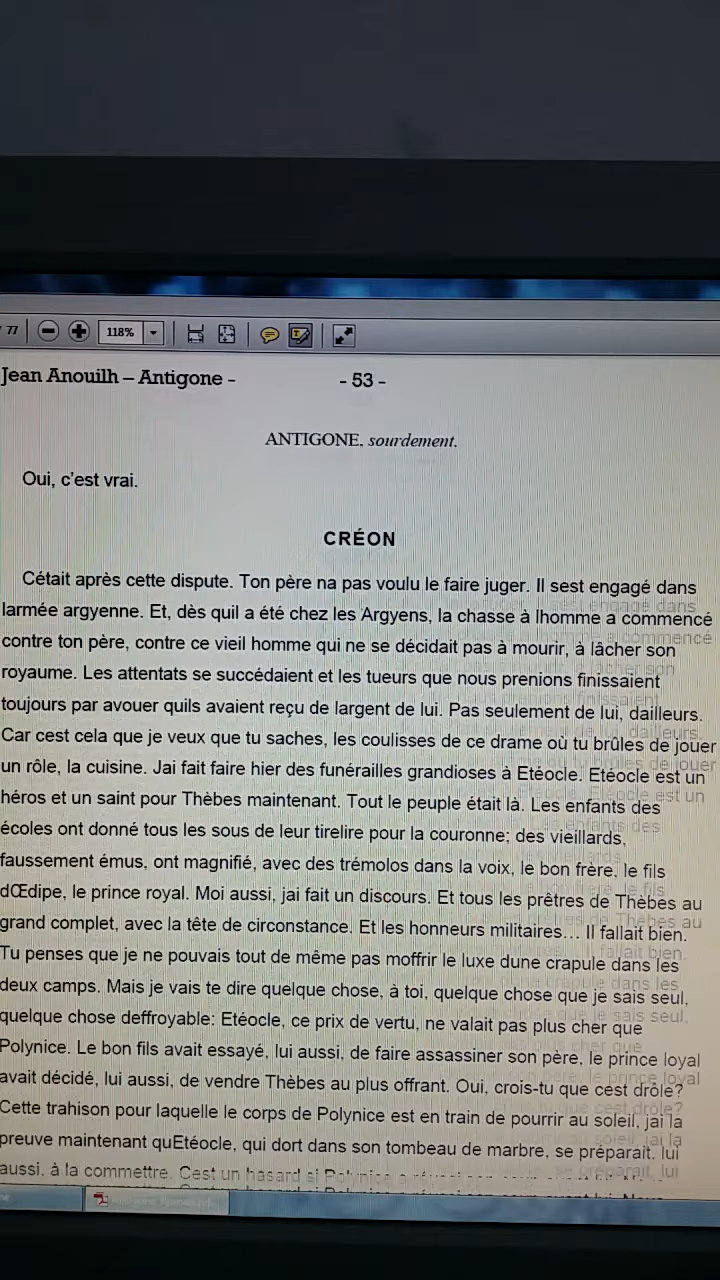 77
118%
Jean Anouilh – Antigone -
- 53 -
ANTIGONE, sourdement.
Oui, c'est vrai.
CRÉON
Cétait après cette dispute. Ton père na pas voulu le faire juger. Il sest engagé dans
larmée argyenne. Et, dès quil a été chez les Argyens, la chasse à lhomme a commencé
contre ton père, contre ce vieil homme qui ne se décidait pas à mourir, à lâcher son
royaume. Les attentats se succédaient et les tueurs que nous prenions finissaient
toujours par avouer quils avaient reçu de largent de lui. Pas seulement de lui, dailleurs.
Car cest cela que je veux que tu saches, les coulisses de ce drame où tu brûles de jouer
un rôle, la cuisine. Jai fait faire hier des funérailles grandioses à Etéocle. Etéocle est un
héros et un saint pour Thèbes maintenant. Tout le peuple était là. Les enfants des
écoles ont donné tous les sous de leur tirelire pour la couronne; des vieillards,
faussement émus, ont magnifié, avec des trémolos dans la voix, le bon frère, le fils
dŒdipe, le prince royal. Moi aussi, jai fait un discours. Et tous les prêtres de Thèbes au
grand complet, avec la tête de circonstance. Et les honneurs militaires... Il fallait bien.
Tu penses que je ne pouvais tout de même pas moffrir le luxe dune crapule dans les
deux camps. Mais je vais te dire quelque chose, à toi, quelque chose que je sais seul,
quelque chose deffroyable: Etéocle, ce prix de vertu, ne valait pas plus cher que
Polynice. Le bon fils avait essayé, lui aussi, de faire assassiner son père, le prince loyal
avait décidé, lui aussi, de vendre Thèbes au plus offrant. Oui, crois-tu que cest drôle?
Cette trahison pour laquelle le corps de Polynice est en train de pourrir au soleil, jai la
preuve maintenant quEtéocle, qui dort dans son tombeau de marbre, se préparait, lui
aussi, à la commettre. Cest un hasard si Polynice